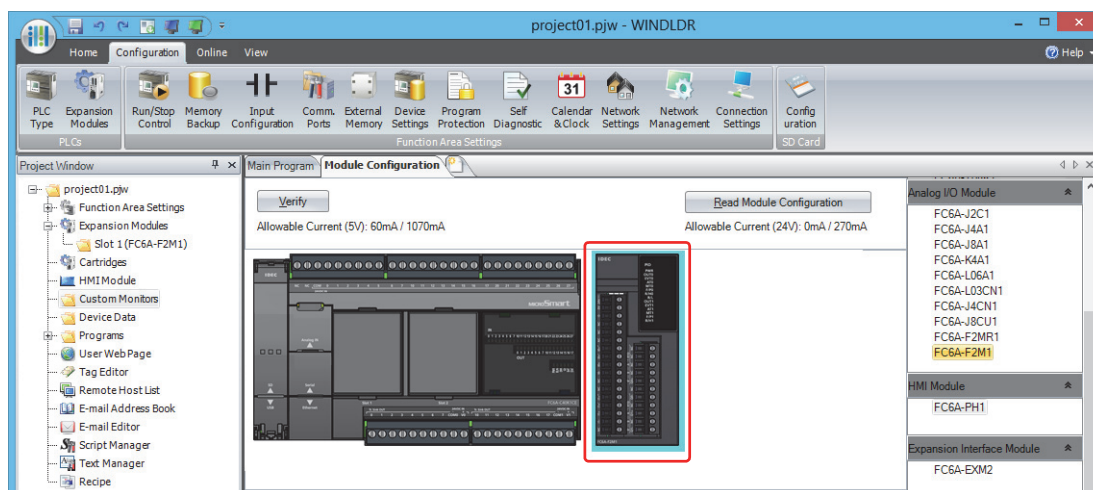 project01.pjw - WINDLDR
Home Configuration Online View
Help
PLC Type
Expansion Modules
Run/Stop Control
Memory Backup
Input Configuration
Comm. Ports
External Memory
Device Settings
Program Protection
Self Diagnostic
31
Calendar & Clock
Network Settings
Network Management
Connection Settings
Config uration
PLCs
Function Area Settings
SD Card
Project Window
project01.pjw
Function Area Settings
Expansion Modules
Slot 1 (FC6A-F2M1)
Cartridges
HMI Module
Custom Monitors
Device Data
Programs
User Web Page
Tag Editor
Remote Host List
E-mail Address Book
E-mail Editor
Script Manager
Text Manager
Recipe
Main Program
Module Configuration
Verify
Read Module Configuration
Allowable Current (5V): 60mA / 1070mA
Allowable Current (24V): 0mA / 270mA
IDEC
MICROSmart
IDEC
Analog I/O Module
FC6A-J2C1
FC6A-J4A1
FC6A-J8A1
FC6A-K4A1
FC6A-L06A1
FC6A-L03CN1
FC6A-J4CN1
FC6A-J8CU1
FC6A-F2MR1
FC6A-F2M1
HMI Module
FC6A-PH1
Expansion Interface Module
FC6A-EXM2